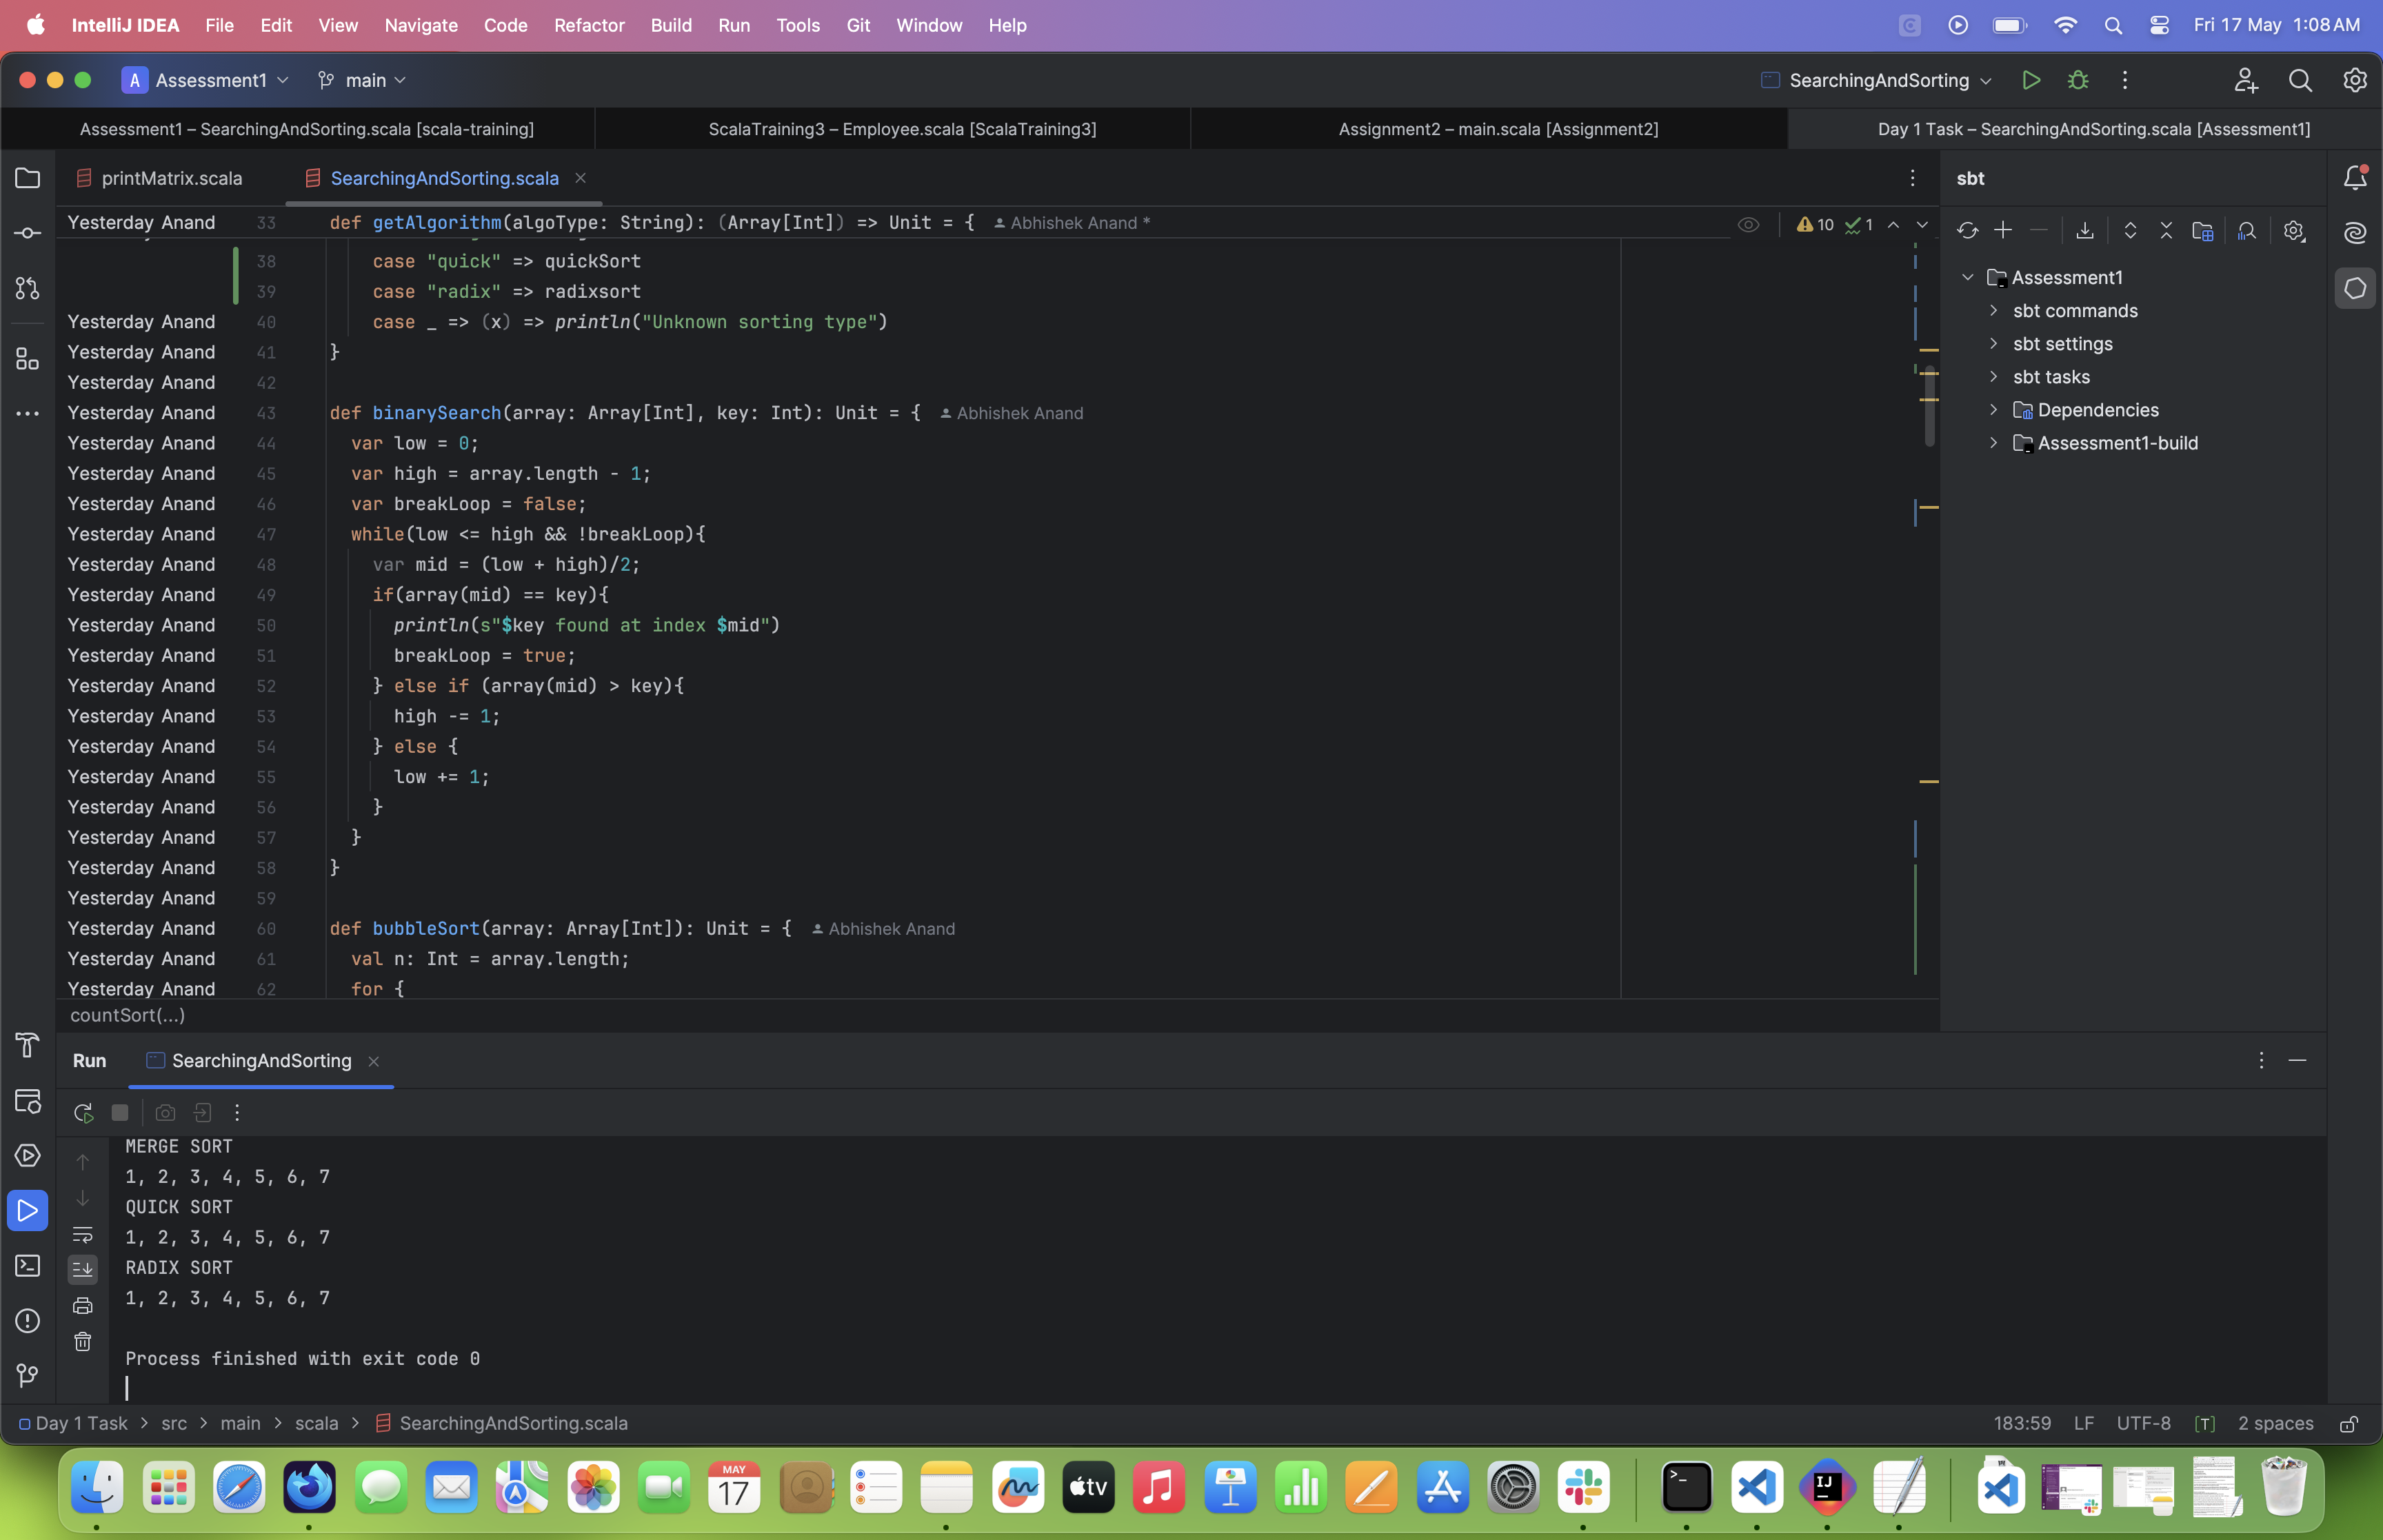 IntelliJ IDEA File Edit View Navigate Code Refactor Build Run Tools Git Window Help Fri 17 May 1:08 AM
A Assessment1 main SearchingAndSorting
Assessment1 – SearchingAndSorting.scala [scala-training] ScalaTraining3 – Employee.scala [ScalaTraining3] Assignment2 – main.scala [Assignment2] Day 1 Task – SearchingAndSorting.scala [Assessment1]
printMatrix.scala SearchingAndSorting.scala
Yesterday Anand 33 def getAlgorithm(algoType: String): (Array[Int]) => Unit = { Abhishek Anand * 10 1
38 case "quick" => quickSort
39 case "radix" => radixsort
Yesterday Anand 40 case _ => (x) => println("Unknown sorting type")
Yesterday Anand 41 }
Yesterday Anand 42
Yesterday Anand 43 def binarySearch(array: Array[Int], key: Int): Unit = { Abhishek Anand
Yesterday Anand 44 var low = 0;
Yesterday Anand 45 var high = array.length - 1;
Yesterday Anand 46 var breakLoop = false;
Yesterday Anand 47 while(low <= high && !breakLoop){
Yesterday Anand 48 var mid = (low + high)/2;
Yesterday Anand 49 if(array(mid) == key){
Yesterday Anand 50 println(s"$key found at index $mid")
Yesterday Anand 51 breakLoop = true;
Yesterday Anand 52 } else if (array(mid) > key){
Yesterday Anand 53 high -= 1;
Yesterday Anand 54 } else {
Yesterday Anand 55 low += 1;
Yesterday Anand 56 }
Yesterday Anand 57 }
Yesterday Anand 58 }
Yesterday Anand 59
Yesterday Anand 60 def bubbleSort(array: Array[Int]): Unit = { Abhishek Anand
Yesterday Anand 61 val n: Int = array.length;
Yesterday Anand 62 for {
countSort(...)
sbt
Assessment1
sbt commands
sbt settings
sbt tasks
Dependencies
Assessment1-build
Run SearchingAndSorting
MERGE SORT
1, 2, 3, 4, 5, 6, 7
QUICK SORT
1, 2, 3, 4, 5, 6, 7
RADIX SORT
1, 2, 3, 4, 5, 6, 7
Process finished with exit code 0
Day 1 Task > src > main > scala > SearchingAndSorting.scala 183:59 LF UTF-8 [T] 2 spaces
MAY
17
tv
IJ